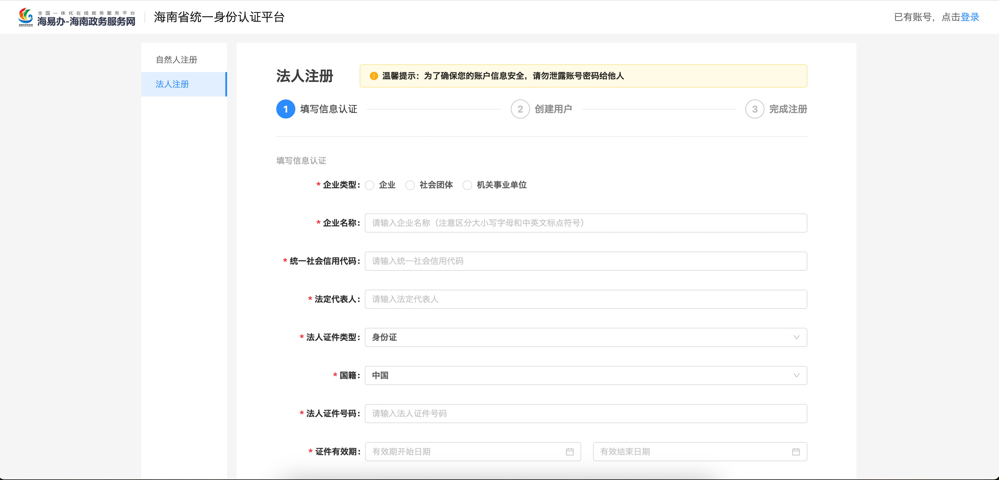 全国一体化在线政务服务平台
海易办-海南政务服务网
海南省统一身份认证平台
已有账号，点击登录
自然人注册
法人注册
法人注册
温馨提示：为了确保您的账户信息安全，请勿泄露账号密码给他人
1 填写信息认证
2 创建用户
3 完成注册
填写信息认证
* 企业类型： 企业 社会团体 机关事业单位
* 企业名称： 请输入企业名称（注意区分大小写字母和中英文标点符号）
* 统一社会信用代码： 请输入统一社会信用代码
* 法定代表人： 请输入法定代表人
* 法人证件类型： 身份证
* 国籍： 中国
* 法人证件号码： 请输入法人证件号码
* 证件有效期： 有效期开始日期 有效结束日期